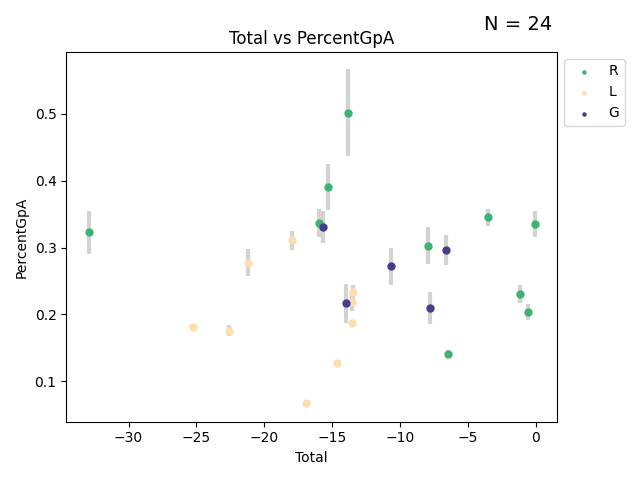 N = 24
Total vs PercentGpA
R
L
G
PercentGpA
0.5
0.4
0.3
0.2
0.1
−30
−25
−20
−15
−10
−5
0
Total